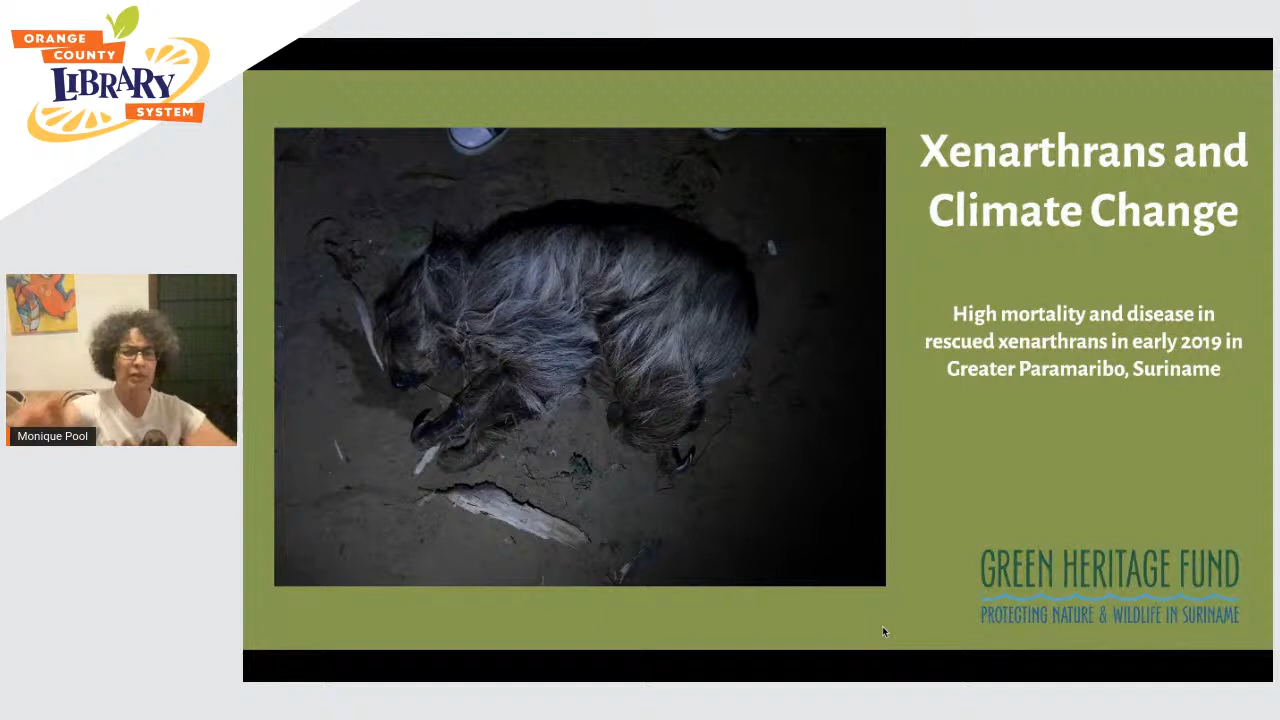 ORANGE
COUNTY
LIBRARY
SYSTEM
Xenarthrans and
Climate Change
High mortality and disease in
rescued xenarthrans in early 2019 in
Greater Paramaribo, Suriname
Monique Pool
GREEN HERITAGE FUND
PROTECTING NATURE & WILDLIFE IN SURINAME